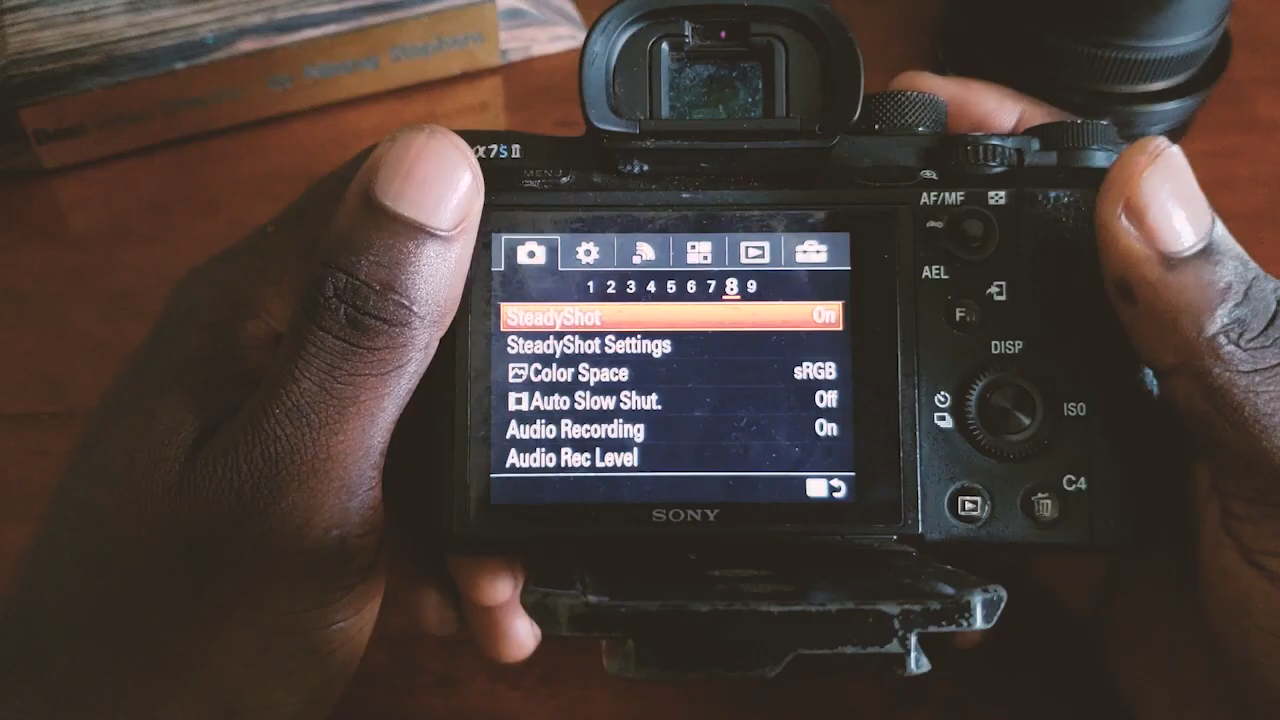 α7SII
MENU
AF/MF
AEL
1 2 3 4 5 6 7 8 9
SteadyShot On
Fn
SteadyShot Settings
DISP
Color Space sRGB
Auto Slow Shut. Off
ISO
Audio Recording On
Audio Rec Level
C4
SONY